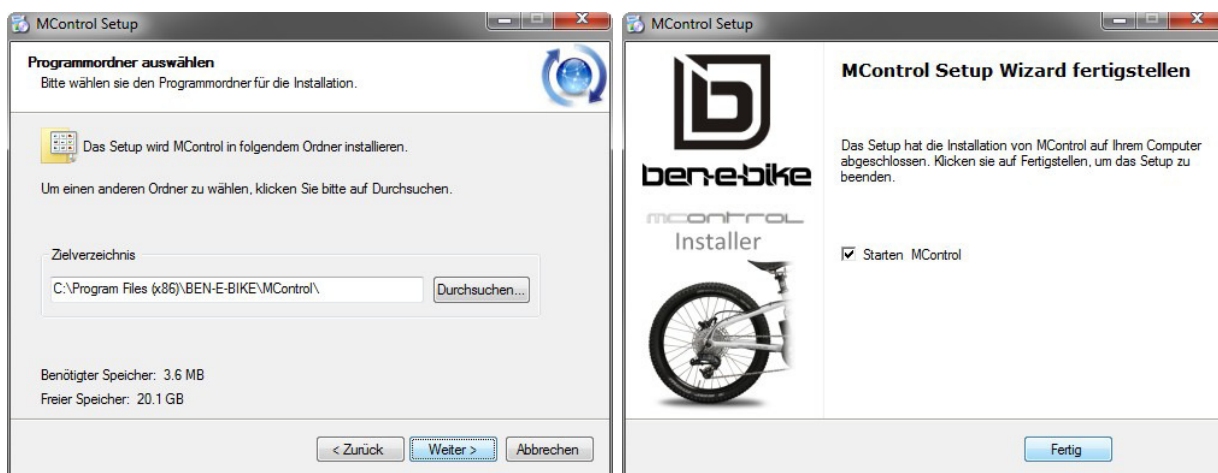 MControl Setup
Programmordner auswählen
Bitte wählen sie den Programmordner für die Installation.
Das Setup wird MControl in folgendem Ordner installieren.
Um einen anderen Ordner zu wählen, klicken Sie bitte auf Durchsuchen.
Zielverzeichnis
C:\Program Files (x86)\BEN-E-BIKE\MControl\
Durchsuchen...
Benötigter Speicher: 3.6 MB
Freier Speicher: 20.1 GB
< Zurück
Weiter >
Abbrechen
MControl Setup
ben-e-bike
mcontrol
Installer
MControl Setup Wizard fertigstellen
Das Setup hat die Installation von MControl auf Ihrem Computer
abgeschlossen. Klicken sie auf Fertigstellen, um das Setup zu
beenden.
Starten MControl
Fertig